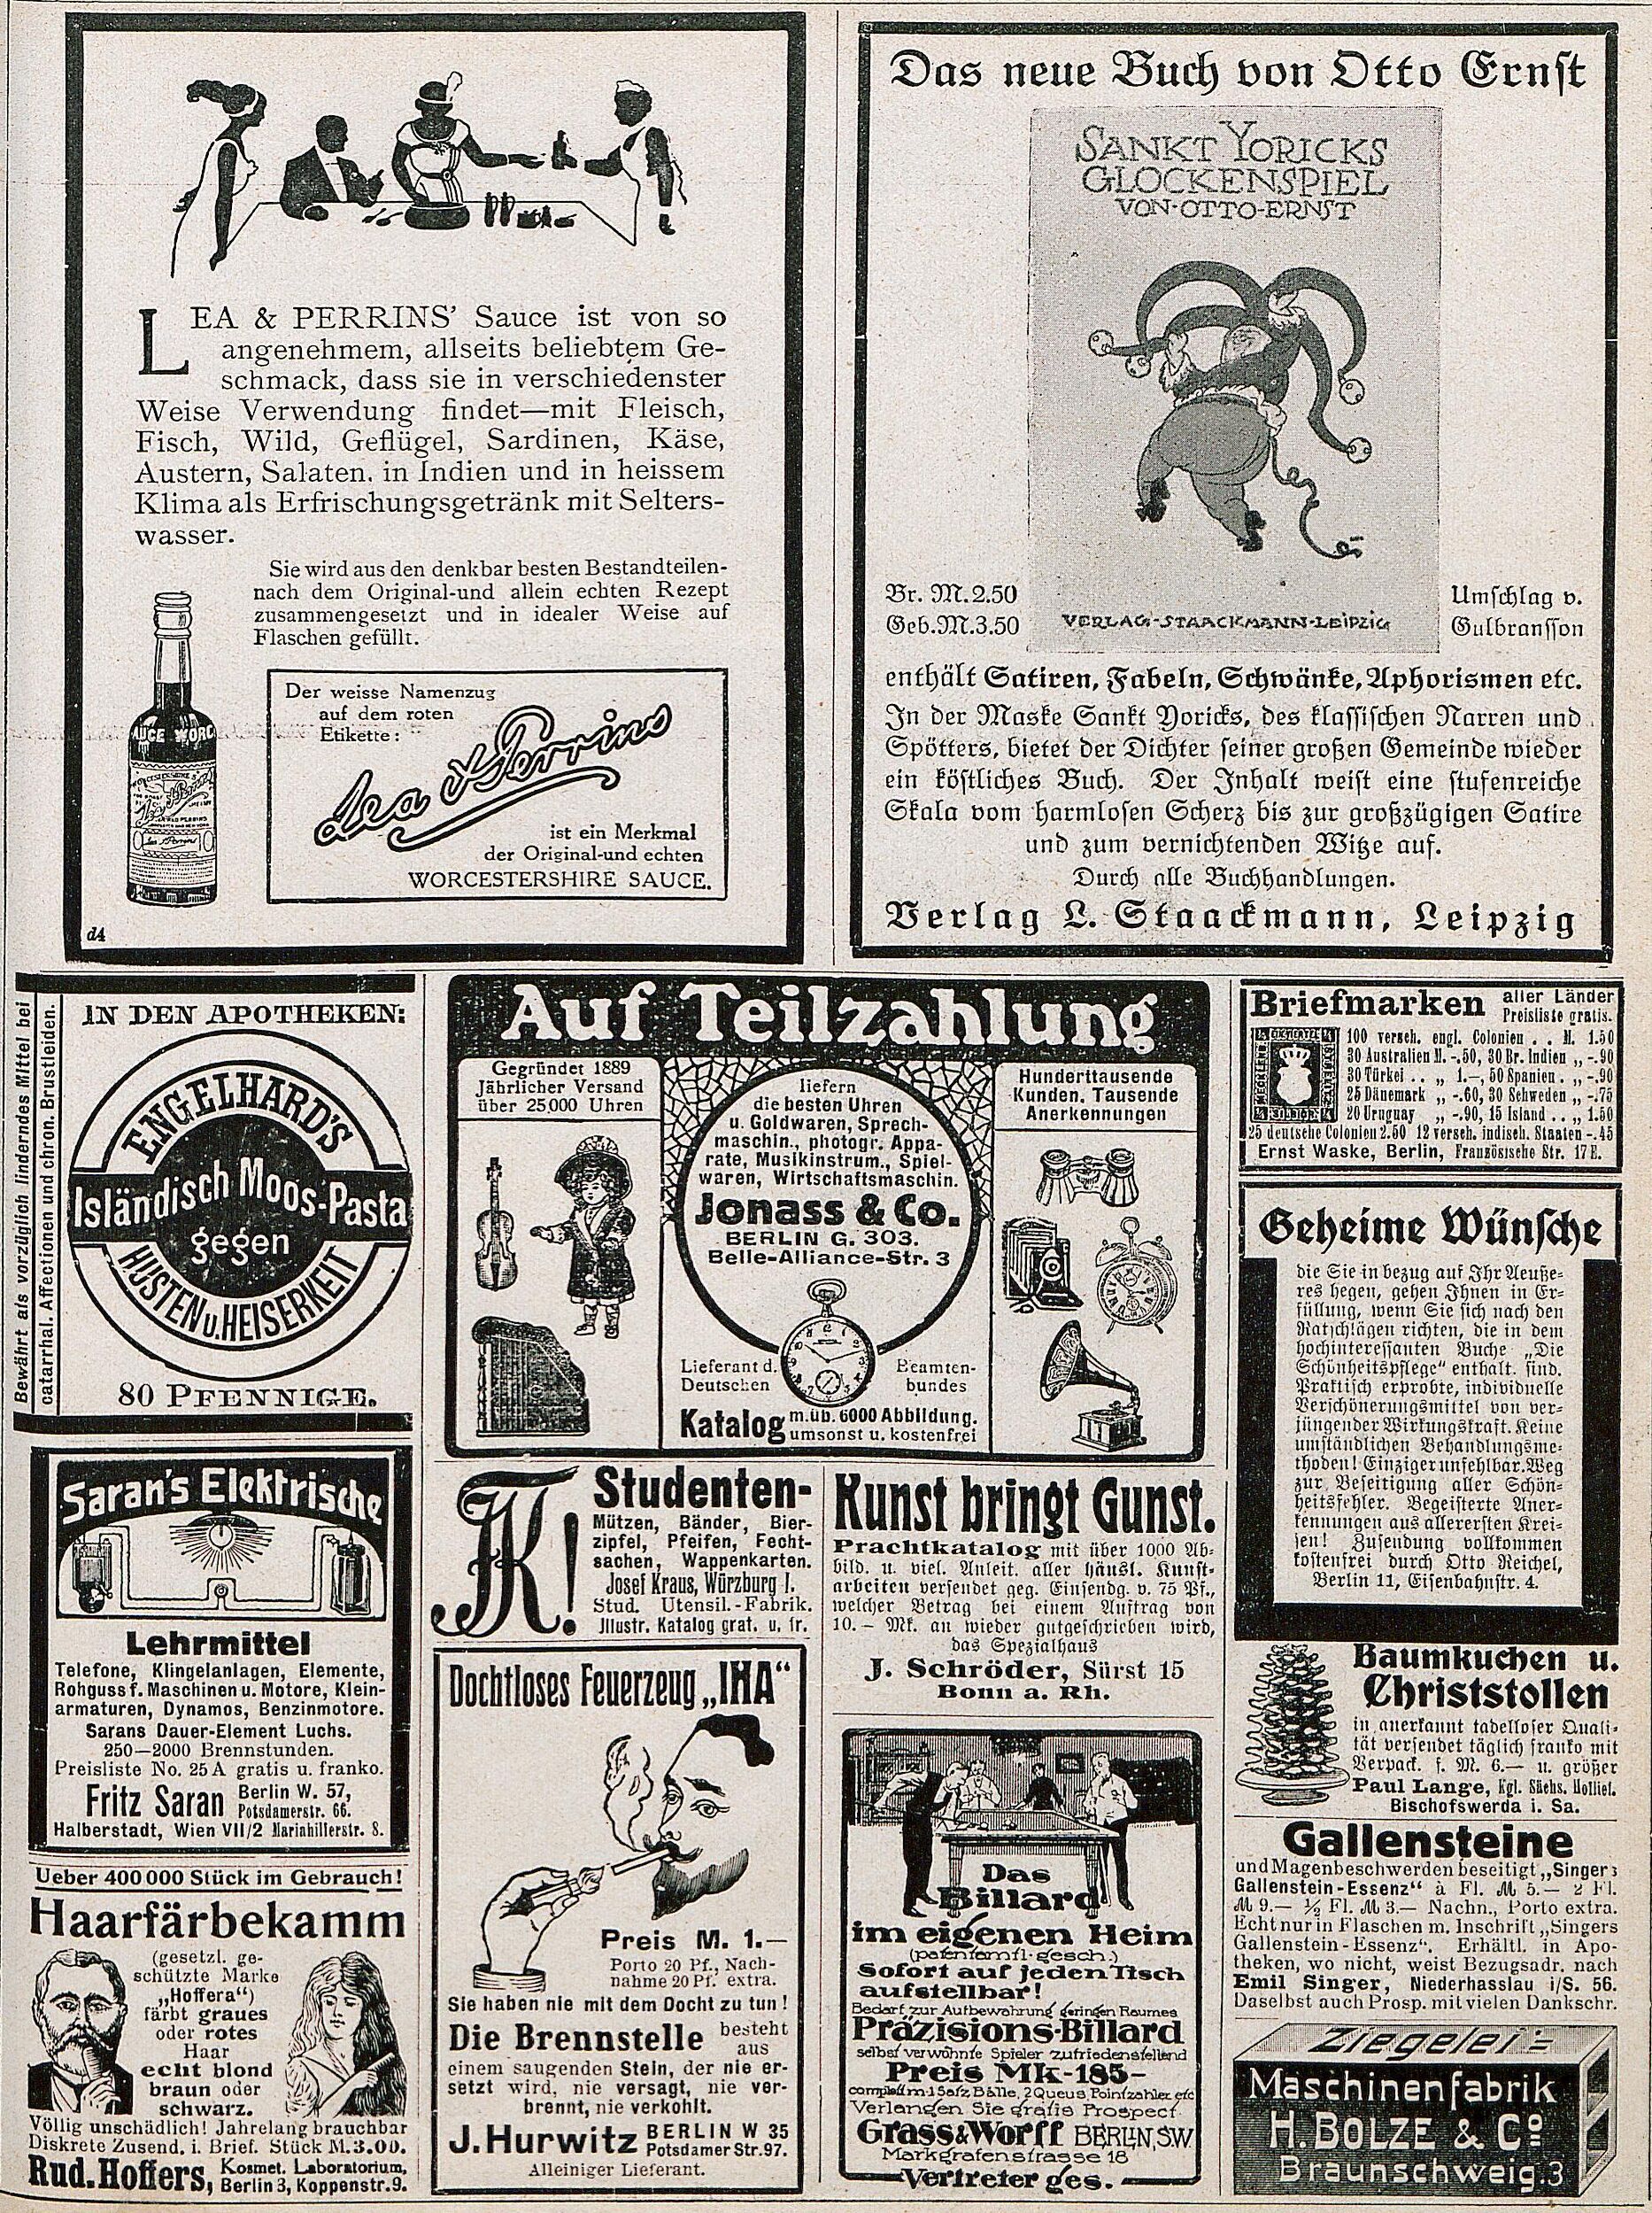 LEA & PERRINS' Sauce ist von so
angenehmem, allseits beliebtem Ge-
schmack, dass sie in verschiedenster
Weise Verwendung findet—mit Fleisch,
Fisch, Wild, Geflügel, Sardinen, Käse,
Austern, Salaten. in Indien und in heissem
Klima als Erfrischungsgetränk mit Selters-
wasser.
Sie wird aus den denkbar besten Bestandteilen-
nach dem Original-und allein echten Rezept
zusammengesetzt und in idealer Weise auf
Flaschen gefüllt.
Der weisse Namenzug
auf dem roten
Etikette:
Lea & Perrins
ist ein Merkmal
der Original-und echten
WORCESTERSHIRE SAUCE.
d4
Das neue Buch von Otto Ernst
SANKT YORICKS
GLOCKENSPIEL
VON·OTTO·ERNST
Br. M. 2.50
Geb. M. 3.50
VERLAG·STAACKMANN·LEIPZIG
Umschlag v.
Gulbransson
enthält Satiren, Fabeln, Schwänke, Aphorismen etc.
In der Maske Sankt Yoricks, des klassischen Narren und
Spötters, bietet der Dichter seiner großen Gemeinde wieder
ein köstliches Buch. Der Inhalt weist eine stufenreiche
Skala vom harmlosen Scherz bis zur großzügigen Satire
und zum vernichtenden Witze auf.
Durch alle Buchhandlungen.
Verlag L. Staackmann, Leipzig
Bewährt als vorzüglich linderndes Mittel bei
catarrhal. Affectionen und chron. Brustleiden.
IN DEN APOTHEKEN:
ENGELHARD'S
Isländisch Moos-Pasta
gegen
HUSTEN u. HEISERKEIT
80 PFENNIGE.
Auf Teilzahlung
Gegründet 1889
Jährlicher Versand
über 25000 Uhren
liefern
die besten Uhren
u. Goldwaren, Sprech-
maschin., photogr. Appa-
rate, Musikinstrum., Spiel-
waren, Wirtschaftsmaschin.
Jonass & Co.
BERLIN G. 303.
Belle-Alliance-Str. 3
Lieferant d.
Deutschen
Beamten-
bundes
Katalog m. üb. 6000 Abbildung.
umsonst u. kostenfrei
Hunderttausende
Kunden. Tausende
Anerkennungen
Briefmarken aller Länder
Preisliste gratis.
100 versch. engl. Colonien . . M. 1.50
30 Australien M. -.50, 30 Br. Indien „ -.90
30 Türkei . . „ 1.—, 50 Spanien . „ -.90
25 Dänemark „ -.60, 30 Schweden „ -.75
20 Uruguay „ -.90, 15 Island . . „ 1.50
25 deutsche Colonien 2.50 12 versch. indisch. Staaten -.45
Ernst Waske, Berlin, Französische Str. 17 E.
Geheime Wünsche
die Sie in bezug auf Ihr Aeuße-
res hegen, gehen Ihnen in Er-
füllung, wenn Sie sich nach den
Ratschlägen richten, die in dem
hochinteressanten Buche „Die
Schönheitspflege“ enthalt. sind.
Praktisch erprobte, individuelle
Verschönerungsmittel von ver-
jüngender Wirkungskraft. Keine
umständlichen Behandlungsme-
thoden! Einziger unfehlbar. Weg
zur Beseitigung aller Schön-
heitsfehler. Begeisterte Aner-
kennungen aus allerersten Krei-
sen! Zusendung vollkommen
kostenfrei durch Otto Reichel,
Berlin 11, Eisenbahnstr. 4.
Saran's Elektrische
Lehrmittel
Telefone, Klingelanlagen, Elemente,
Rohguss f. Maschinen u. Motore, Klein-
armaturen, Dynamos, Benzinmotore.
Sarans Dauer-Element Luchs.
250—2000 Brennstunden.
Preisliste No. 25 A gratis u. franko.
Fritz Saran Berlin W. 57,
Potsdamerstr. 66.
Halberstadt, Wien VII/2 Mariahilferstr. 8.
Studenten-
Mützen, Bänder, Bier-
zipfel, Pfeifen, Fecht-
sachen, Wappenkarten.
Josef Kraus, Würzburg I.
Stud. Utensil.-Fabrik.
Jllustr. Katalog grat. u. fr.
Kunst bringt Gunst.
Prachtkatalog mit über 1000 Ab-
bild. u. viel. Anleit. aller häusl. Kunst-
arbeiten versendet geg. Einsendg. v. 75 Pf.,
welcher Betrag bei einem Auftrag von
10.— Mk. an wieder gutgeschrieben wird,
das Spezialhaus
J. Schröder, Sürst 15
Bonn a. Rh.
Baumkuchen u.
Christstollen
in anerkannt tadelloser Quali-
tät versendet täglich franko mit
Verpack. f. M. 6.— u. größer
Paul Lange, Kgl. Sächs. Hoflief.
Bischofswerda i. Sa.
Dochtloses Feuerzeug „IHA“
Preis M. 1.—
Porto 20 Pf., Nach-
nahme 20 Pf. extra.
Sie haben nie mit dem Docht zu tun!
Die Brennstelle besteht
aus
einem saugenden Stein, der nie er-
setzt wird, nie versagt, nie ver-
brennt, nie verkohlt.
J. Hurwitz BERLIN W 35
Potsdamer Str. 97.
Alleiniger Lieferant.
Das
Billard
im eigenen Heim
(patentamtl. gesch.)
Sofort auf jeden Tisch
aufstellbar!
Bedarf zur Aufbewahrung geringen Raumes
Präzisions-Billard
selbst verwöhnte Spieler zufriedenstellend
Preis Mk-185-
complett m. 1 Satz Bälle, 2 Queus, Pointzahler, etc
Verlangen Sie gratis Prospect.
Grass & Worff BERLIN, S.W.
Markgrafenstrasse 18
Vertreter ges.
Gallensteine
und Magenbeschwerden beseitigt „Singers
Gallenstein-Essenz“ à Fl. M 5.— 2 Fl.
M 9.— ½ Fl. M 3.— Nachn., Porto extra.
Echt nur in Flaschen m. Inschrift „Singers
Gallenstein-Essenz“. Erhältl. in Apo-
theken, wo nicht, weist Bezugsadr. nach
Emil Singer, Niederhasslau i/S. 56.
Daselbst auch Prosp. mit vielen Dankschr.
Ueber 400 000 Stück im Gebrauch!
Haarfärbekamm
(gesetzl. ge-
schützte Marke
„Hoffera“)
färbt graues
oder rotes
Haar
echt blond
braun oder
schwarz.
Völlig unschädlich! Jahrelang brauchbar
Diskrete Zusend. i. Brief. Stück M. 3.00.
Rud. Hoffers, Kosmet. Laboratorium,
Berlin 3, Koppenstr. 9.
Ziegelei-
Maschinenfabrik
H. BOLZE & Co
Braunschweig. 3